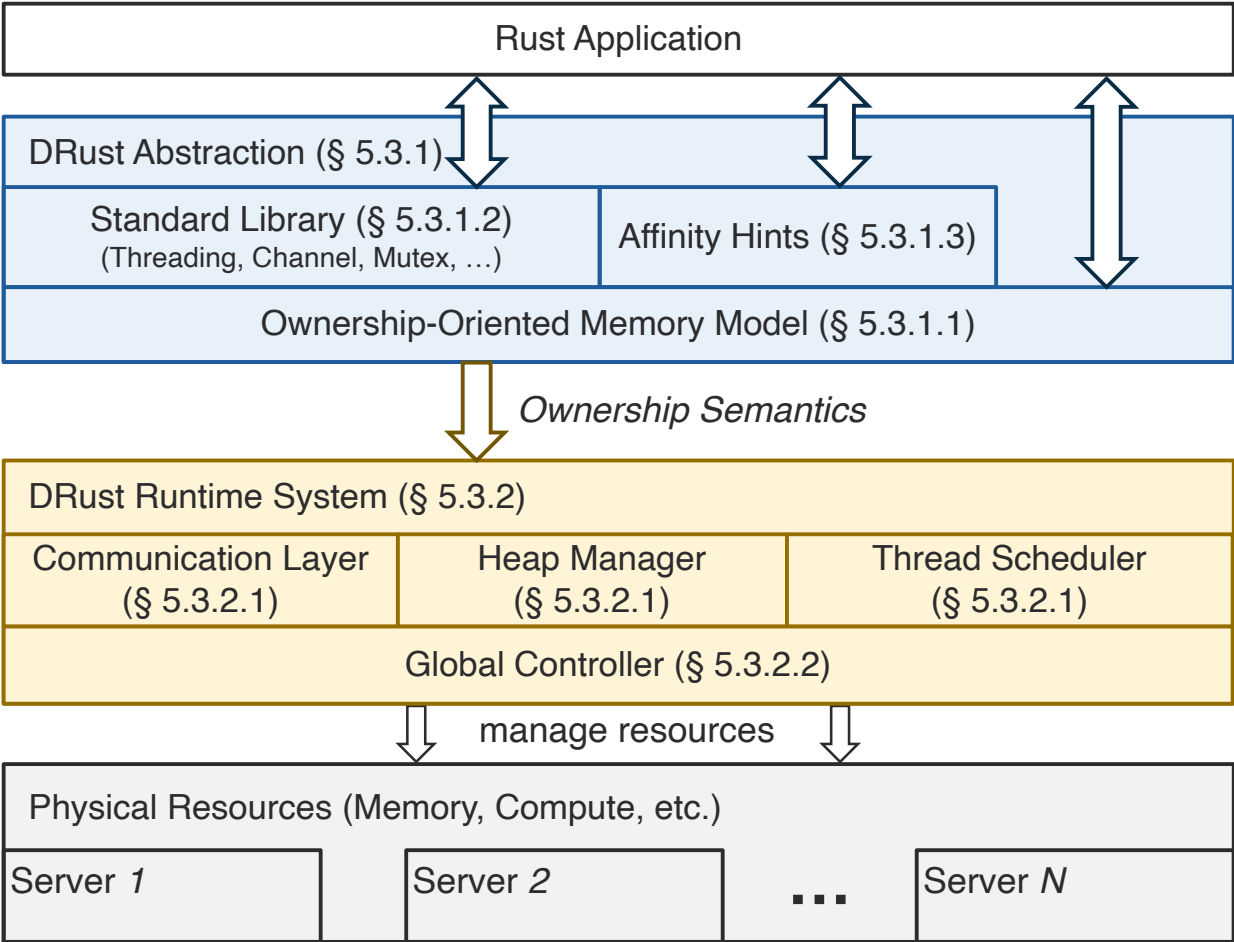 Rust Application
DRust Abstraction (§ 5.3.1)
Standard Library (§ 5.3.1.2)
(Threading, Channel, Mutex, …)
Affinity Hints (§ 5.3.1.3)
Ownership-Oriented Memory Model (§ 5.3.1.1)
Ownership Semantics
DRust Runtime System (§ 5.3.2)
Communication Layer
(§ 5.3.2.1)
Heap Manager
(§ 5.3.2.1)
Thread Scheduler
(§ 5.3.2.1)
Global Controller (§ 5.3.2.2)
manage resources
Physical Resources (Memory, Compute, etc.)
Server 1
Server 2
...
Server N